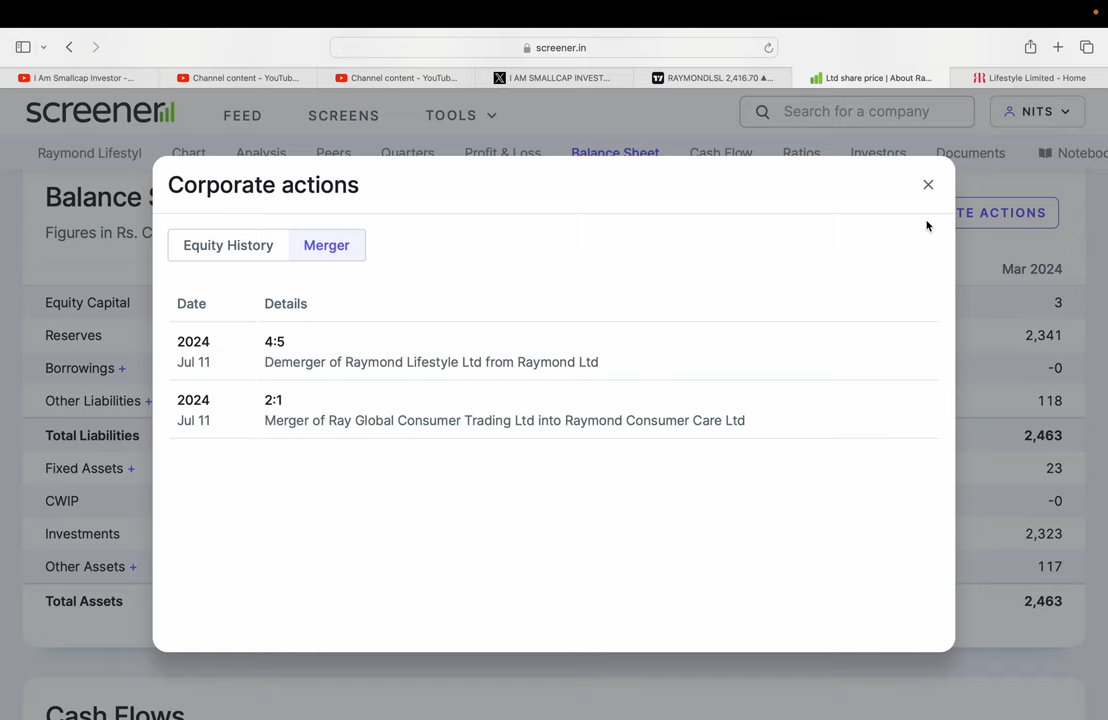 screener.in
I Am Smallcap Investor -...
Channel content - YouTub...
Channel content - YouTub...
I AM SMALLCAP INVEST...
RAYMONDLSL 2,416.70 ▲...
Ltd share price | About Ra...
Lifestyle Limited - Home
screener
FEED
SCREENS
TOOLS
Search for a company
NITS
Raymond Lifestyl
Chart
Analysis
Peers
Quarters
Profit & Loss
Balance Sheet
Cash Flow
Ratios
Investors
Documents
Noteboo
Corporate actions
Balance S
TE ACTIONS
Figures in Rs. C
Equity History
Merger
Mar 2024
Date
Details
Equity Capital
3
Reserves
2,341
2024
4:5
Jul 11
Demerger of Raymond Lifestyle Ltd from Raymond Ltd
Borrowings +
-0
Other Liabilities +
118
2024
2:1
Jul 11
Merger of Ray Global Consumer Trading Ltd into Raymond Consumer Care Ltd
Total Liabilities
2,463
Fixed Assets +
23
CWIP
-0
Investments
2,323
Other Assets +
117
Total Assets
2,463
Cash Flows